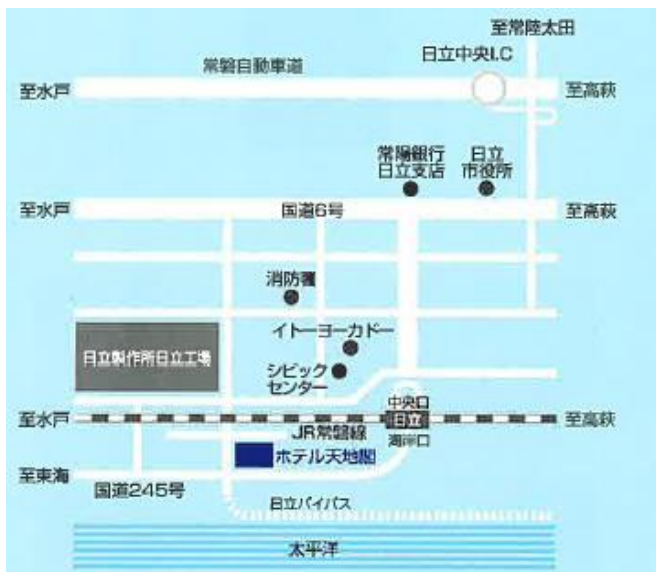 至常陸太田
日立中央I.C
常磐自動車道
至水戸
至高萩
常陽銀行
日立支店
日立
市役所
至水戸
国道6号
至高萩
消防署
イトーヨーカドー
日立製作所日立工場
シビック
センター
中央口
至水戸
日立
至高萩
JR常磐線
海岸口
ホテル天地閣
至東海
国道245号
日立バイパス
太平洋